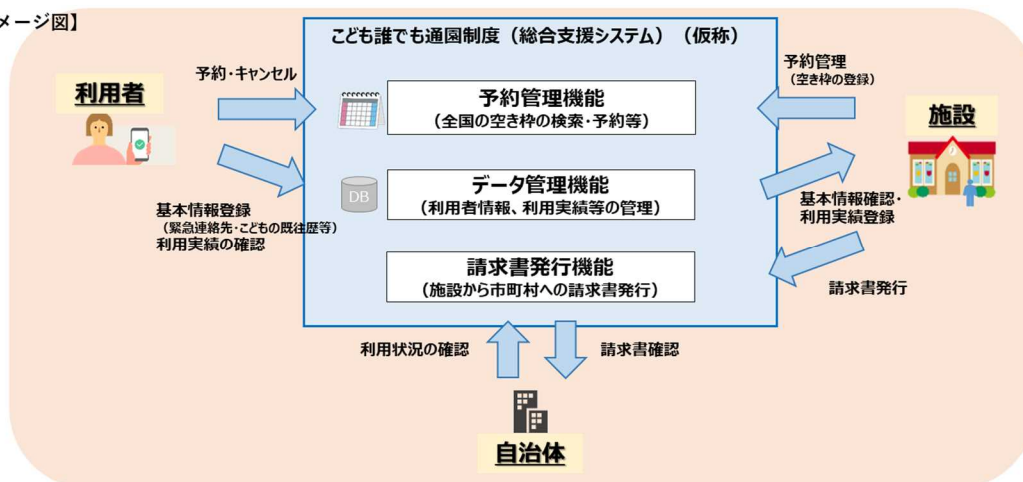 メージ図】
こども誰でも通園制度（総合支援システム）（仮称）
利用者
予約・キャンセル
基本情報登録
（緊急連絡先・こどもの既往歴等）
利用実績の確認
予約管理機能
（全国の空き枠の検索・予約等）
DB
データ管理機能
（利用者情報、利用実績等の管理）
請求書発行機能
（施設から市町村への請求書発行）
予約管理
（空き枠の登録）
施設
基本情報確認・
利用実績登録
請求書発行
利用状況の確認
請求書確認
自治体